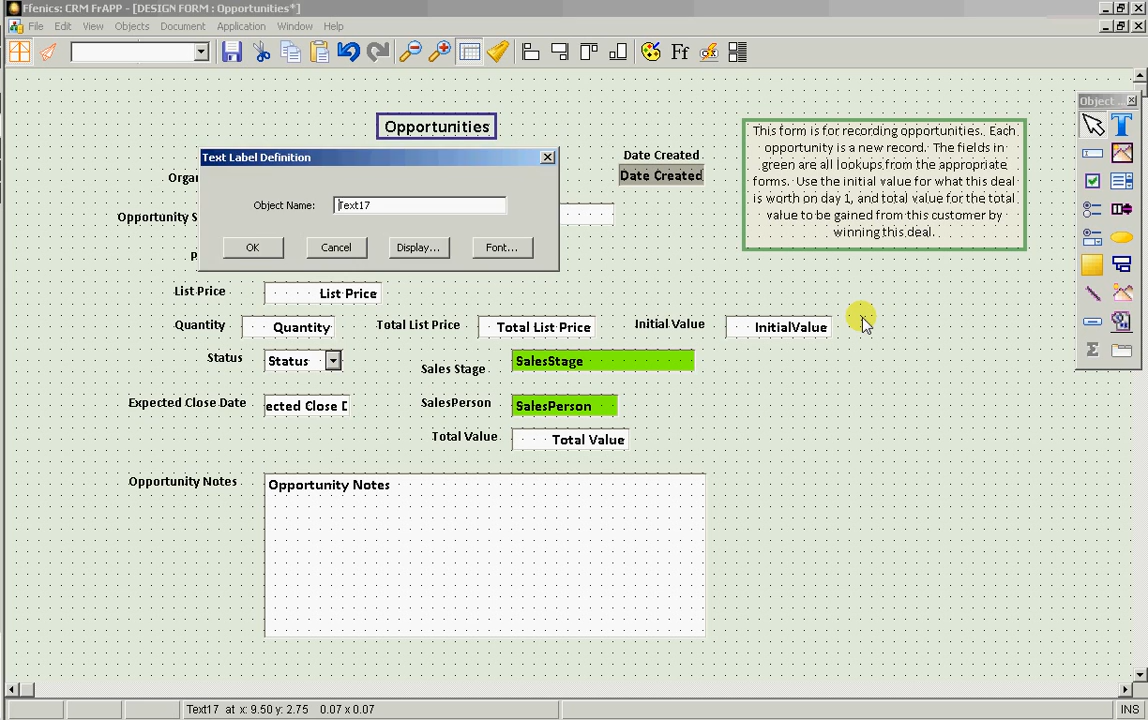 Ffenics: CRM FrAPP - [DESIGN FORM : Opportunities*]
File Edit View Objects Document Application Window Help
Ff
Object ...
T
Opportunities
Text Label Definition
Object Name: Text17
OK Cancel Display... Font...
Date Created
Date Created
This form is for recording opportunities. Each
opportunity is a new record. The fields in
green are all lookups from the appropriate
forms. Use the initial value for what this deal
is worth on day 1, and total value for the total
value to be gained from this customer by
winning this deal.
Orga
Opportunity S
P
List Price List Price
Quantity Quantity Total List Price Total List Price Initial Value InitialValue
Status Status Sales Stage SalesStage
Expected Close Date ected Close D SalesPerson SalesPerson
Total Value Total Value
Opportunity Notes Opportunity Notes
Text17 at x: 9.50 y: 2.75 0.07 x 0.07 INS